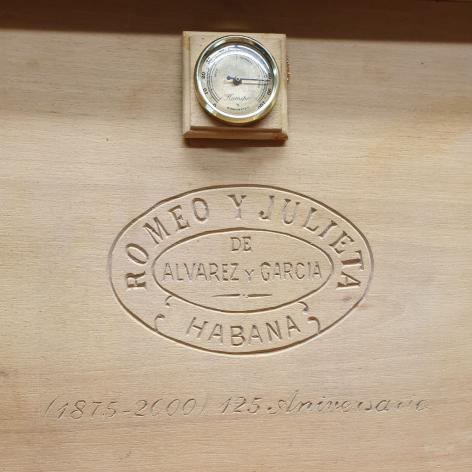 ROMEO Y JULIETA
DE
ALVAREZ Y GARCIA
HABANA
(1875-2000) 125 Aniversario